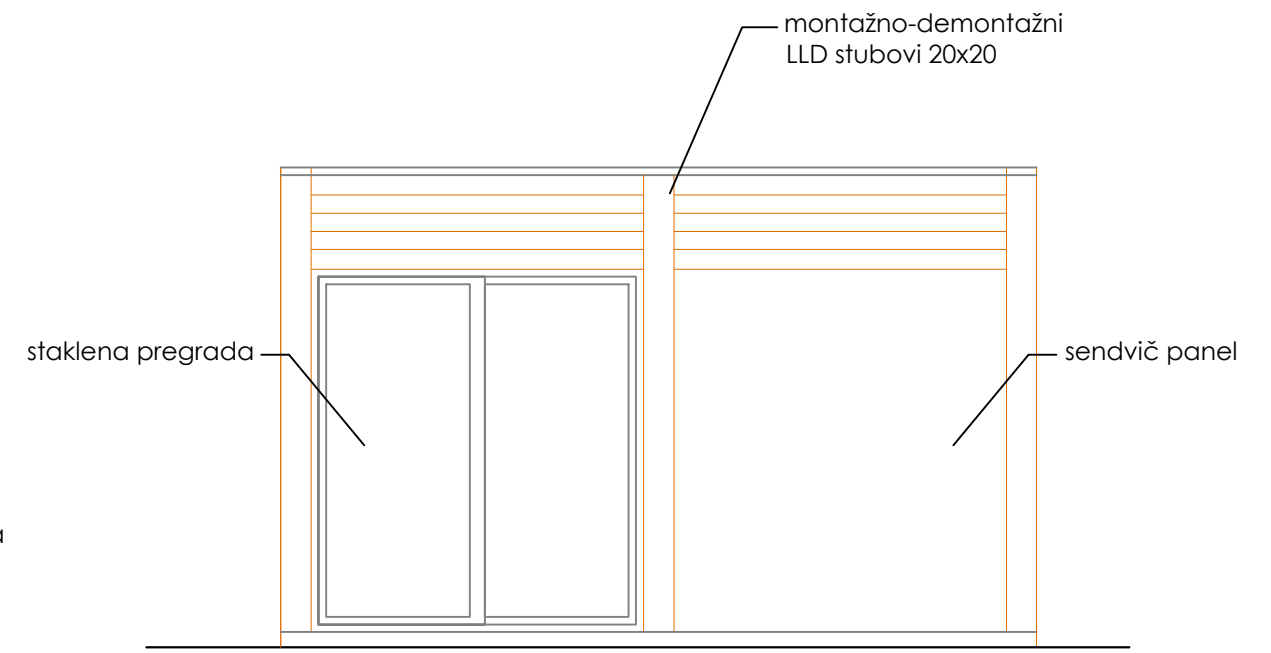 montažno-demontažni
LLD stubovi 20x20
staklena pregrada
sendvič panel